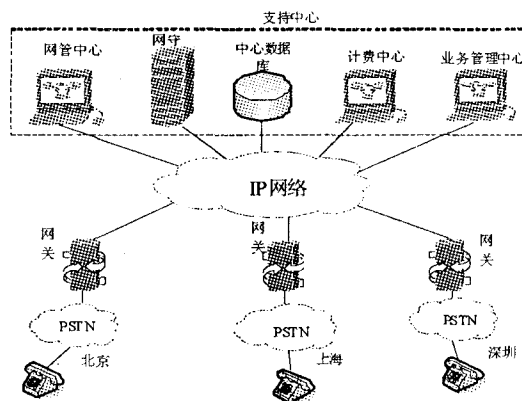 支持中心
网管中心
网守
中心数据
库
计费中心
业务管理中心
IP网络
网
关
网
关
网
关
PSTN
PSTN
PSTN
北京
上海
深圳